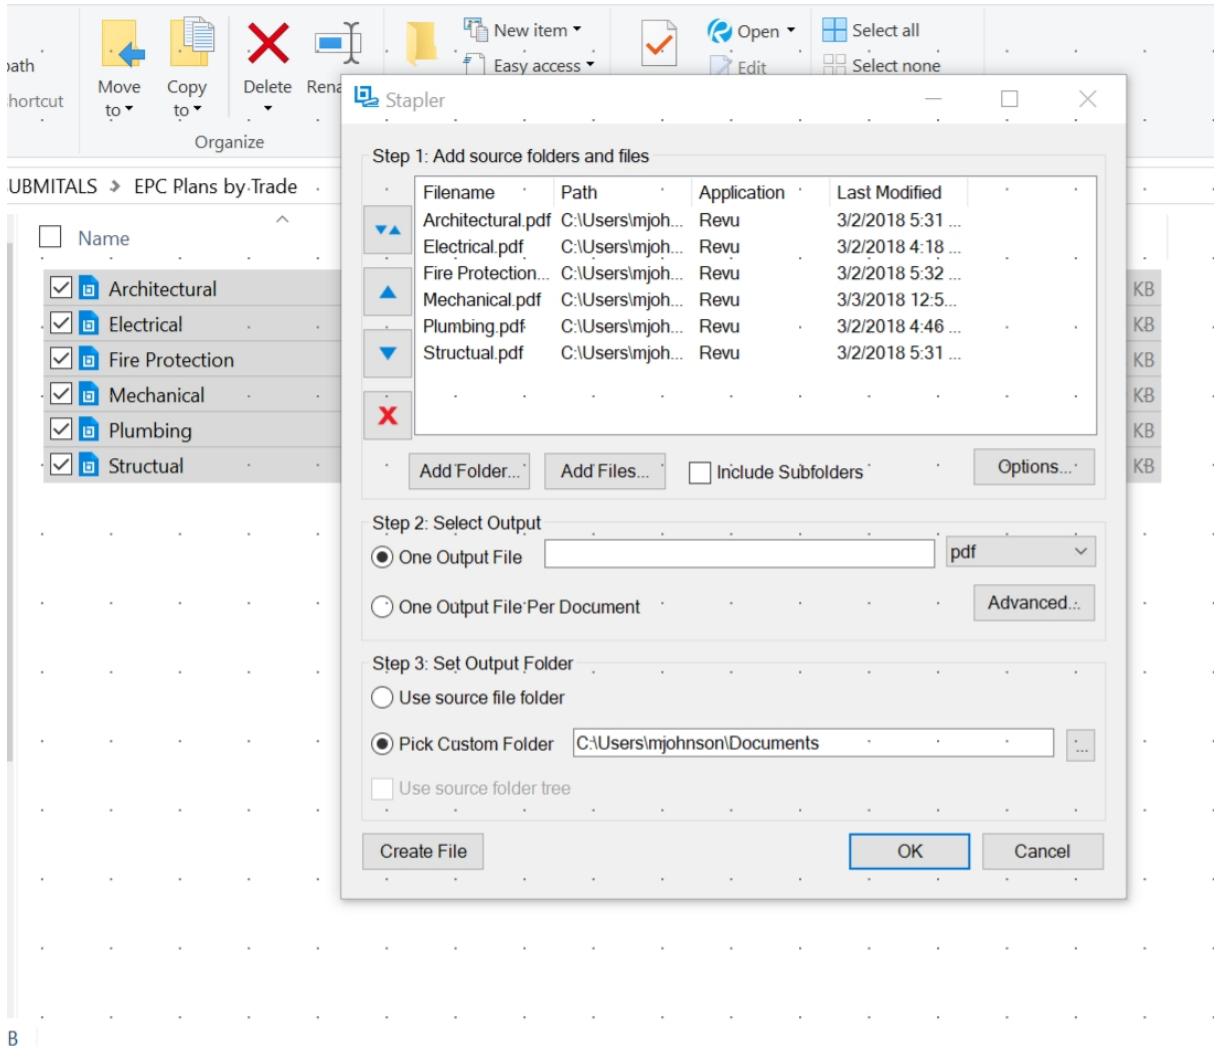 New item
Open
Select all
path
Easy access
Edit
Select none
Move to
Copy to
Delete
shortcut
Organize
SUBMITALS > EPC Plans by Trade
Name
Architectural KB
Electrical KB
Fire Protection KB
Mechanical KB
Plumbing KB
Structual KB
Stapler
Step 1: Add source folders and files
Filename Path Application Last Modified
Architectural.pdf C:\Users\mjoh... Revu 3/2/2018 5:31 ...
Electrical.pdf C:\Users\mjoh... Revu 3/2/2018 4:18 ...
Fire Protection... C:\Users\mjoh... Revu 3/2/2018 5:32 ...
Mechanical.pdf C:\Users\mjoh... Revu 3/3/2018 12:5...
Plumbing.pdf C:\Users\mjoh... Revu 3/2/2018 4:46 ...
Structual.pdf C:\Users\mjoh... Revu 3/2/2018 5:31 ...
Add Folder... Add Files... Include Subfolders Options...
Step 2: Select Output
One Output File pdf
One Output File Per Document Advanced...
Step 3: Set Output Folder
Use source file folder
Pick Custom Folder C:\Users\mjohnson\Documents ...
Use source folder tree
Create File OK Cancel
B